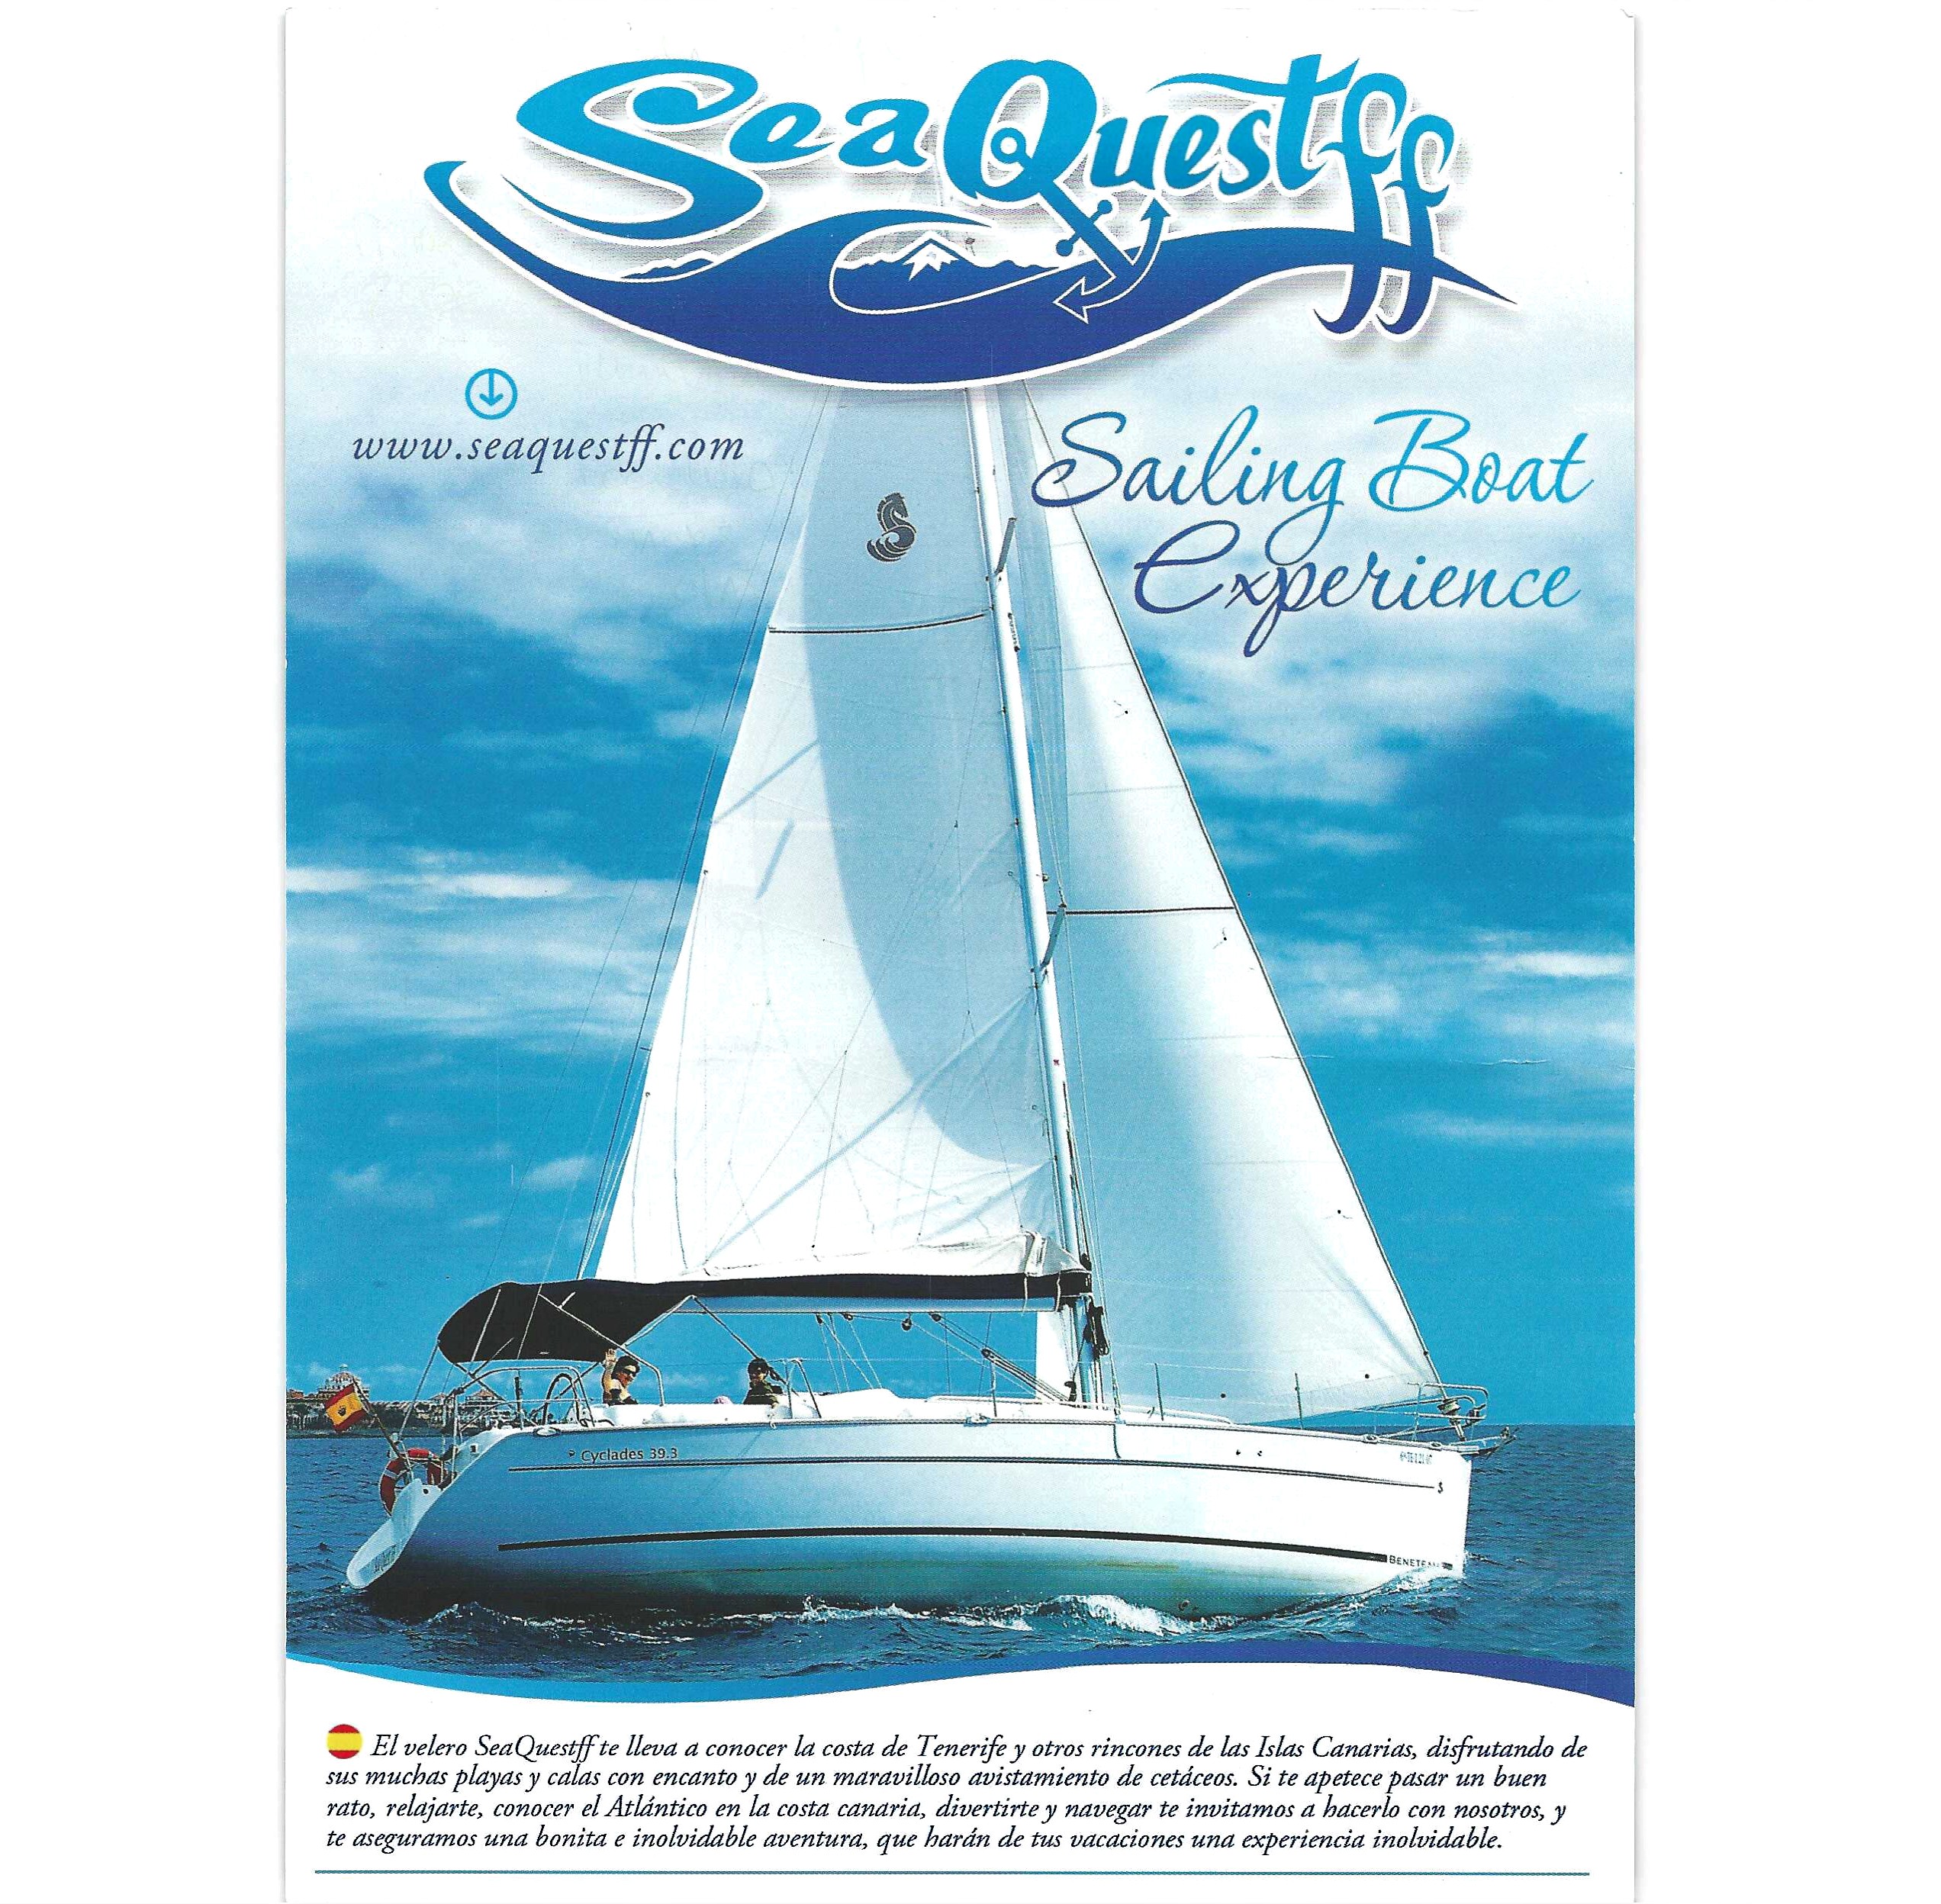 SeaQuestff
www.seaquestff.com
Sailing Boat
Experience
Cyclades 39.3
El velero SeaQuestff te lleva a conocer la costa de Tenerife y otros rincones de las Islas Canarias, disfrutando de
sus muchas playas y calas con encanto y de un maravilloso avistamiento de cetáceos. Si te apetece pasar un buen
rato, relajarte, conocer el Atlántico en la costa canaria, divertirte y navegar te invitamos a hacerlo con nosotros, y
te aseguramos una bonita e inolvidable aventura, que harán de tus vacaciones una experiencia inolvidable.